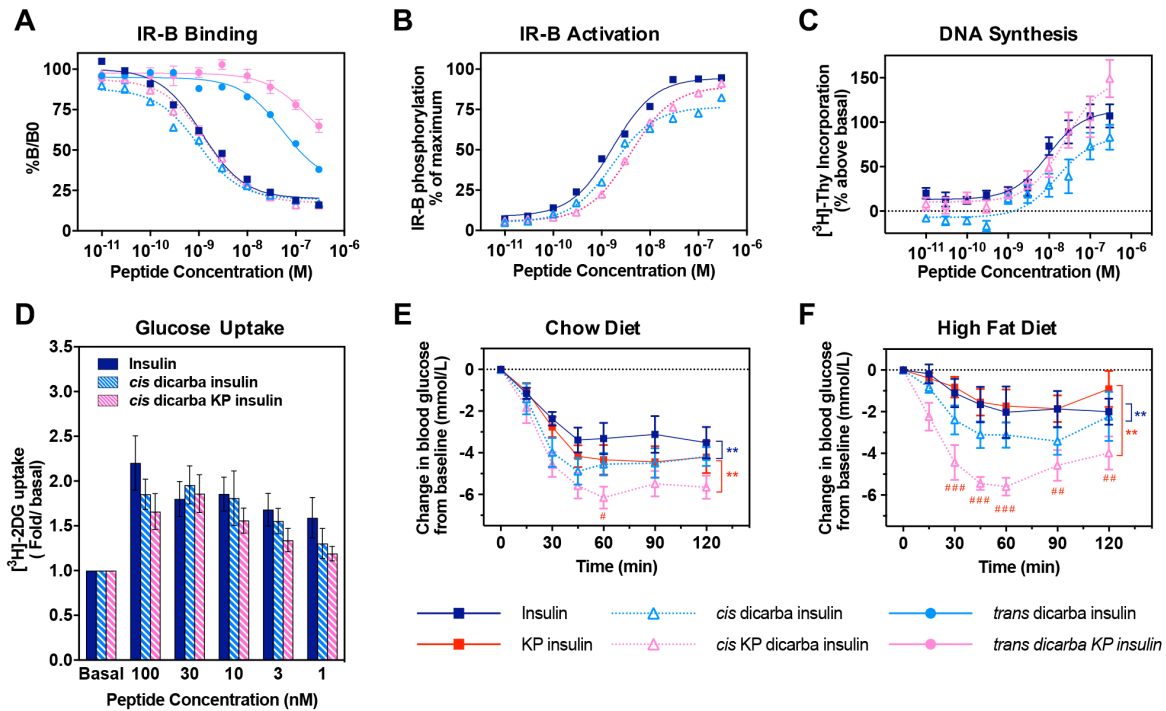 A
IR-B Binding
%B/B0
100
75
50
25
0
10-11
10-10
10-9
10-8
10-7
10-6
Peptide Concentration (M)
B
IR-B Activation
IR-B phosphorylation
% of maximum
100
75
50
25
0
10-11
10-10
10-9
10-8
10-7
10-6
Peptide Concentration (M)
C
DNA Synthesis
[3H]-Thy Incorporation
(% above basal)
150
100
50
0
10-11
10-10
10-9
10-8
10-7
10-6
Peptide Concentration (M)
D
Glucose Uptake
Insulin
cis dicarba insulin
cis dicarba KP insulin
[3H]-2DG uptake
( Fold/ basal)
3.5
3.0
2.5
2.0
1.5
1.0
0.5
0.0
Basal
100
30
10
3
1
Peptide Concentration (nM)
E
Chow Diet
Change in blood glucose
from baseline (mmol/L)
0
-2
-4
-6
**
**
#
0
30
60
90
120
Time (min)
F
High Fat Diet
Change in blood glucose
from baseline (mmol/L)
0
-2
-4
-6
**
**
###
###
###
##
##
0
30
60
90
120
Time (min)
Insulin
cis dicarba insulin
trans dicarba insulin
KP insulin
cis KP dicarba insulin
trans dicarba KP insulin